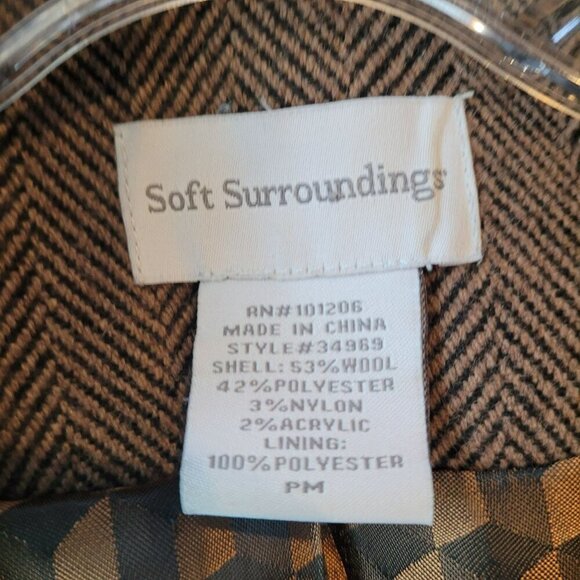 Soft Surroundings
RN#101206
MADE IN CHINA
STYLE#34969
SHELL: 53%WOOL
42%POLYESTER
3%NYLON
2%ACRYLIC
LINING:
100%POLYESTER
PM